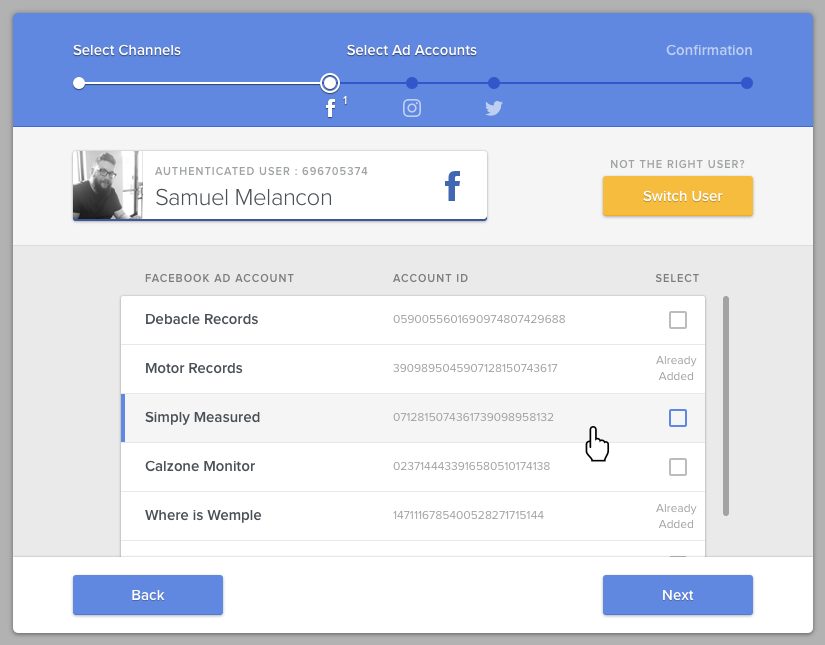 Select Channels
Select Ad Accounts
Confirmation
1
AUTHENTICATED USER : 696705374
Samuel Melancon
NOT THE RIGHT USER?
Switch User
FACEBOOK AD ACCOUNT ACCOUNT ID SELECT
Debacle Records 0590055601690974807429688
Motor Records 3909895045907128150743617 Already
Added
Simply Measured 0712815074361739098958132
Calzone Monitor 0237144433916580510174138
Where is Wemple 1471116785400528271715144 Already
Added
Back
Next